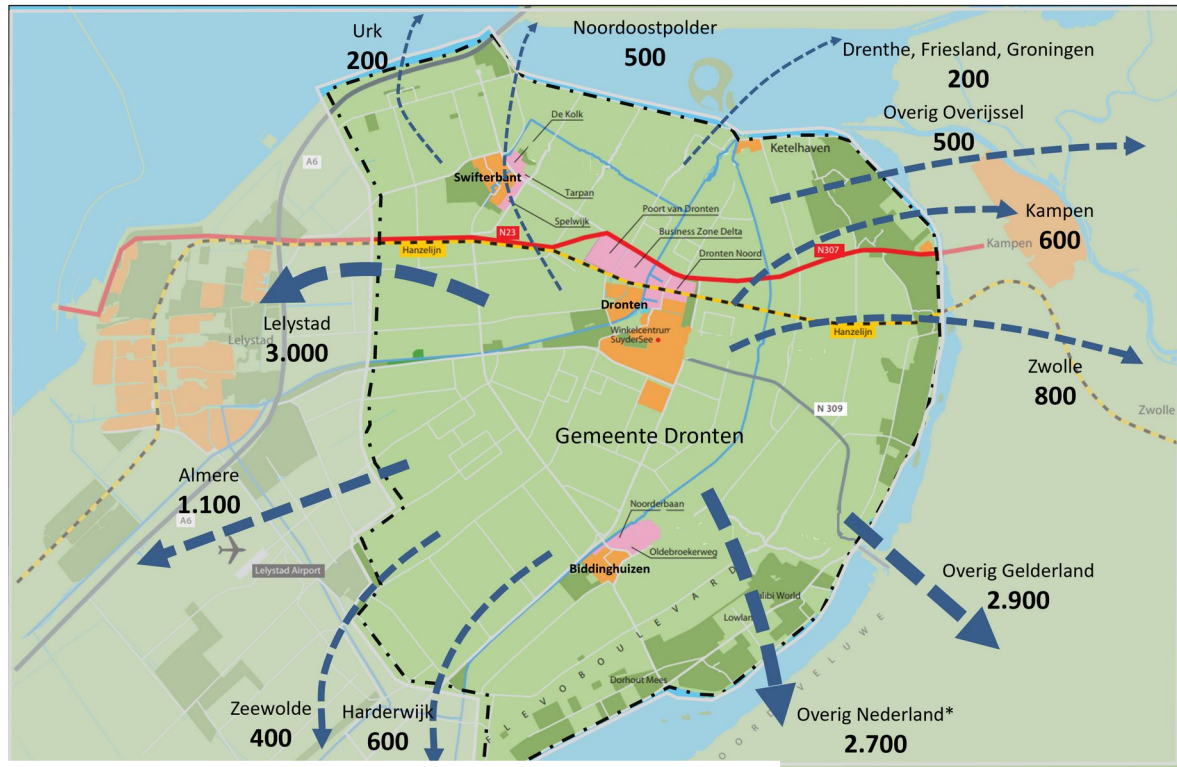 Urk
200
Noordoostpolder
500
Drenthe, Friesland, Groningen
200
Overig Overijssel
500
De Kolk
A6
Ketelhaven
Swifterbant
Tarpan
Kampen
600
Spelwijk
Poort van Dronten
N23
Business Zone Delta
Hanzelijn
Dronten Noord
N307
Kampen
Dronten
Lelystad
3.000
Lelystad
Winkelcentrum
SuyderSee
Hanzelijn
Zwolle
800
N 309
Zwolle
Gemeente Dronten
Almere
1.100
A6
Noorderbaan
Oldebroekerweg
Lelystad Airport
Biddinghuizen
Overig Gelderland
2.900
World
Dorhout Mees
FLEVOBOULEVARD
Zeewolde
400
Harderwijk
600
Overig Nederland*
2.700